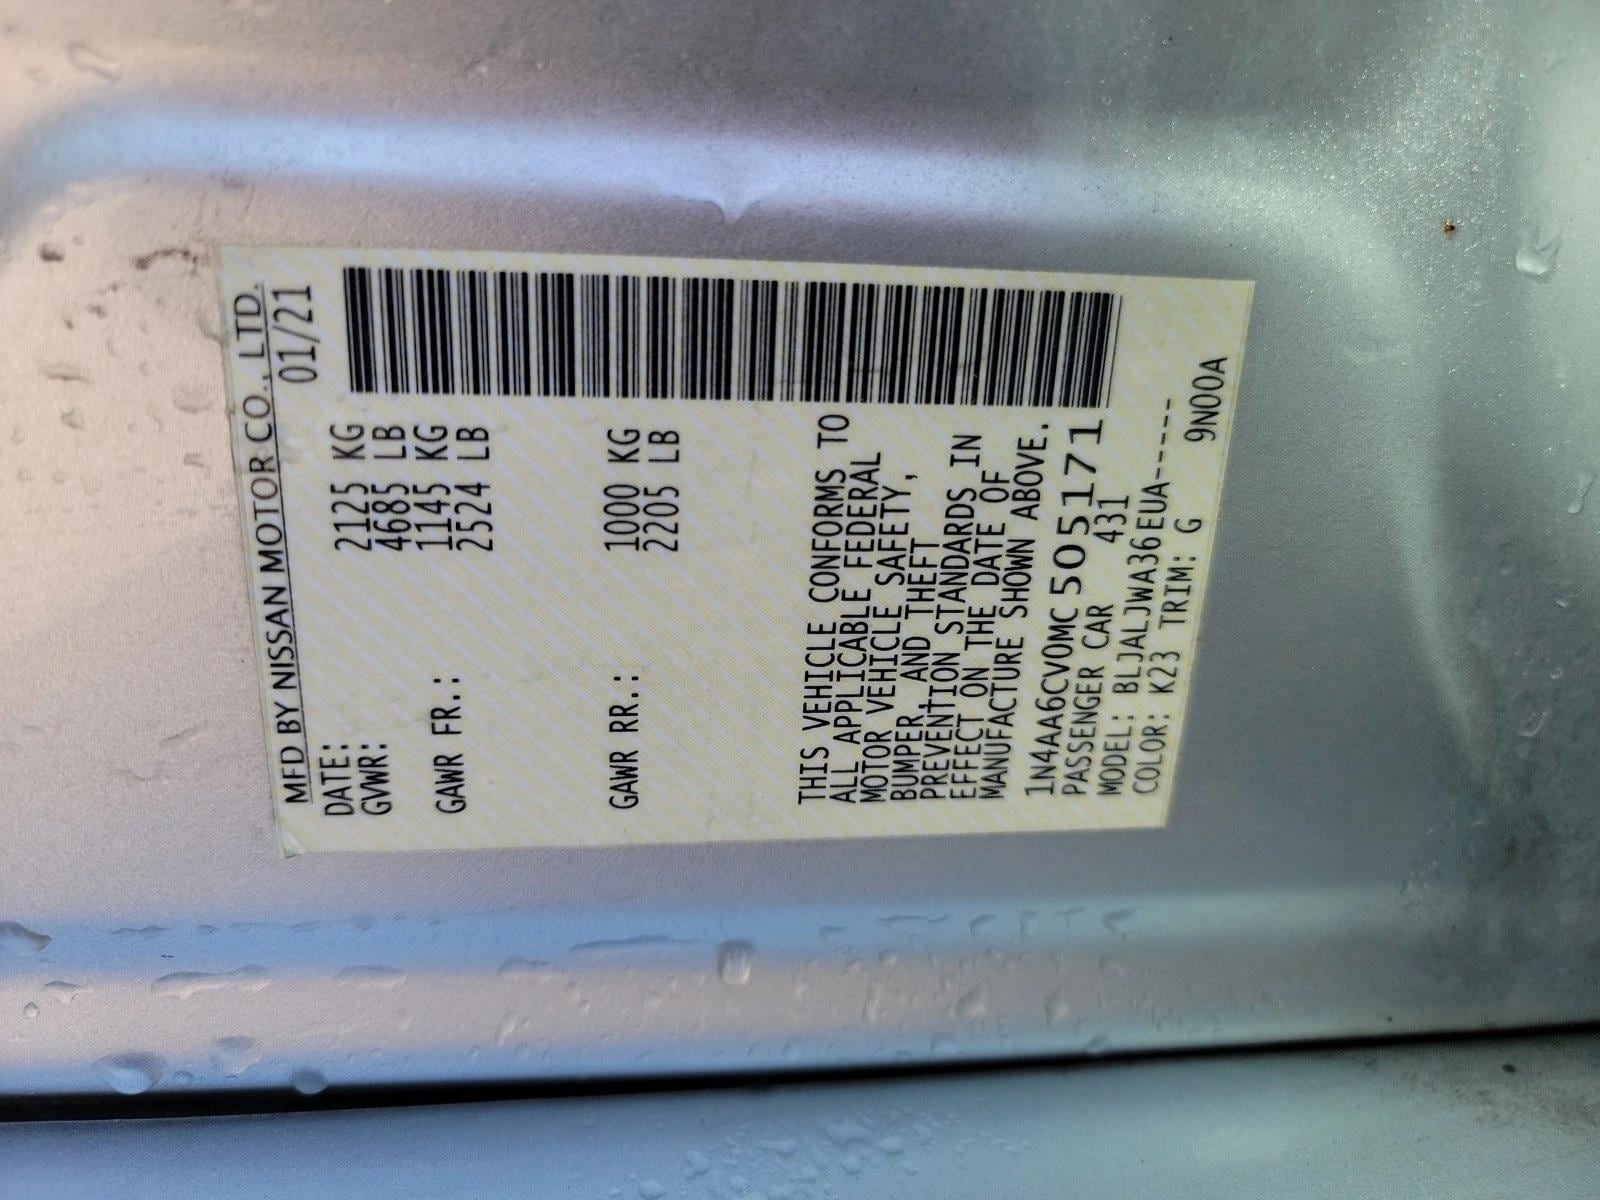 MFD BY NISSAN MOTOR CO., LTD.
DATE: 01/21
GVWR: 2125 KG
4685 LB
GAWR FR.: 1145 KG
2524 LB
GAWR RR.: 1000 KG
2205 LB
THIS VEHICLE CONFORMS TO
ALL APPLICABLE FEDERAL
MOTOR VEHICLE SAFETY,
BUMPER, AND THEFT
PREVENTION STANDARDS IN
EFFECT ON THE DATE OF
MANUFACTURE SHOWN ABOVE.
1N4AA6CV0MC505171
PASSENGER CAR 431
MODEL: BLJALJWA36EUA-----
COLOR: K23 TRIM: G 9N00A